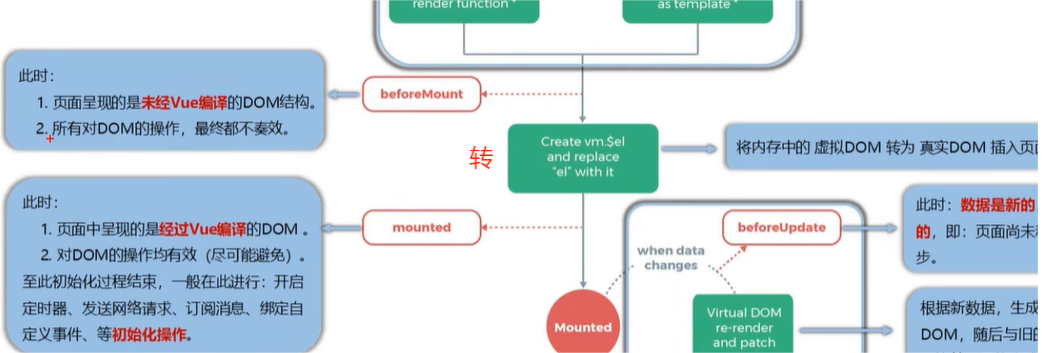 render function *
as template *
此时：
1. 页面呈现的是未经Vue编译的DOM结构。
2. 所有对DOM的操作，最终都不奏效。
beforeMount
Create vm.$el
and replace
"el" with it
转
将内存中的 虚拟DOM 转为 真实DOM 插入页
此时：
1. 页面中呈现的是经过Vue编译的DOM 。
2. 对DOM的操作均有效（尽可能避免）。
至此初始化过程结束，一般在此进行：开启
定时器、发送网络请求、订阅消息、绑定自
定义事件、等初始化操作。
mounted
Mounted
when data
changes
beforeUpdate
Virtual DOM
re-render
and patch
此时：数据是新的，
的，即：页面尚未
步。
根据新数据，生成
DOM，随后与旧的